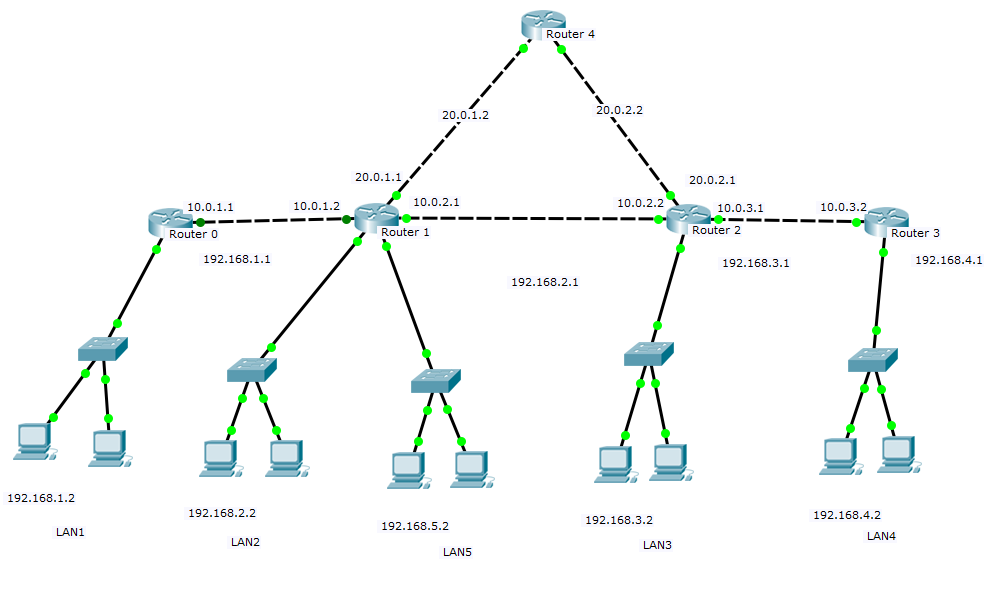 Router 4
20.0.1.2
20.0.2.2
20.0.1.1
20.0.2.1
10.0.1.1
10.0.1.2
10.0.2.1
10.0.2.2
10.0.3.1
10.0.3.2
Router 0
Router 1
Router 2
Router 3
192.168.1.1
192.168.2.1
192.168.3.1
192.168.4.1
192.168.1.2
192.168.2.2
192.168.5.2
192.168.3.2
192.168.4.2
LAN1
LAN2
LAN5
LAN3
LAN4